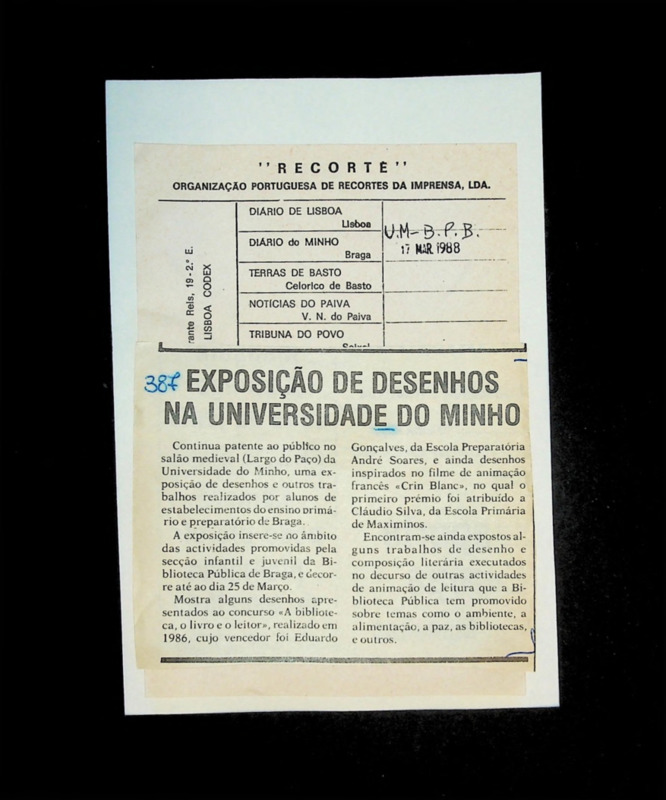 "RECORTE"
ORGANIZAÇÃO PORTUGUESA DE RECORTES DA IMPRENSA, LDA.
rante Reis, 19-2.º E.
LISBOA CODEX
DIÁRIO DE LISBOA
Lisboa
DIÁRIO do MINHO
Braga
TERRAS DE BASTO
Celorico de Basto
NOTÍCIAS DO PAIVA
V. N. do Paiva
TRIBUNA DO POVO
U.M-B.P.B.
17 MAR 1988
387
EXPOSIÇÃO DE DESENHOS
NA UNIVERSIDADE DO MINHO
Continua patente ao público no
salão medieval (Largo do Paço) da
Universidade do Minho, uma ex-
posição de desenhos e outros tra-
balhos realizados por alunos de
estabelecimentos do ensino primá-
rio e preparatório de Braga.
A exposição insere-se no âmbito
das actividades promovidas pela
secção infantil e juvenil da Bi-
blioteca Pública de Braga, e decor-
re até ao dia 25 de Março.
Mostra alguns desenhos apre-
sentados ao concurso «A bibliote-
ca, o livro e o leitor», realizado em
1986, cujo vencedor foi Eduardo
Gonçalves, da Escola Preparatória
André Soares, e ainda desenhos
inspirados no filme de animação
francês «Crin Blanc», no qual o
primeiro prémio foi atribuído a
Cláudio Silva, da Escola Primária
de Maximinos.
Encontram-se ainda expostos al-
guns trabalhos de desenho e
composição literária executados
no decurso de outras actividades
de animação de leitura que a Bi-
blioteca Pública tem promovido
sobre temas como o ambiente, a
alimentação, a paz, as bibliotecas,
e outros.